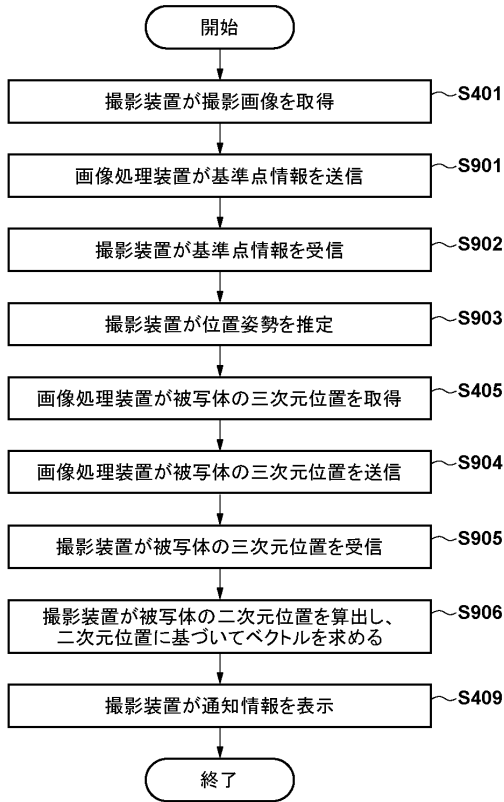 開始
撮影装置が撮影画像を取得
S401
画像処理装置が基準点情報を送信
S901
撮影装置が基準点情報を受信
S902
撮影装置が位置姿勢を推定
S903
画像処理装置が被写体の三次元位置を取得
S405
画像処理装置が被写体の三次元位置を送信
S904
撮影装置が被写体の三次元位置を受信
S905
撮影装置が被写体の二次元位置を算出し、
二次元位置に基づいてベクトルを求める
S906
撮影装置が通知情報を表示
S409
終了